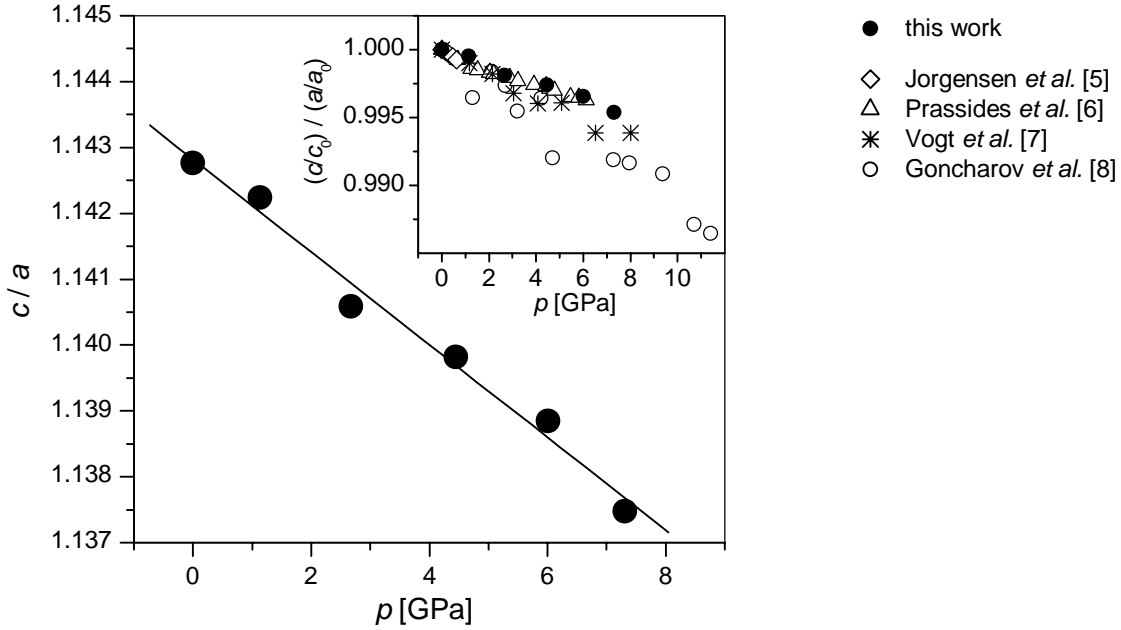 1.145
1.144
1.143
1.142
1.141
1.140
1.139
1.138
1.137
c / a
0 2 4 6 8
p [GPa]
1.000
0.995
0.990
(c/c₀) / (a/a₀)
0 2 4 6 8 10
p [GPa]
this work
Jorgensen et al. [5]
Prassides et al. [6]
Vogt et al. [7]
Goncharov et al. [8]